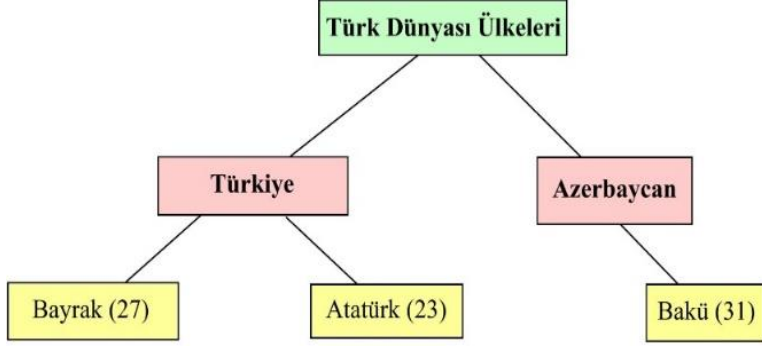 Türk Dünyası Ülkeleri
Türkiye
Azerbaycan
Bayrak (27)
Atatürk (23)
Bakü (31)